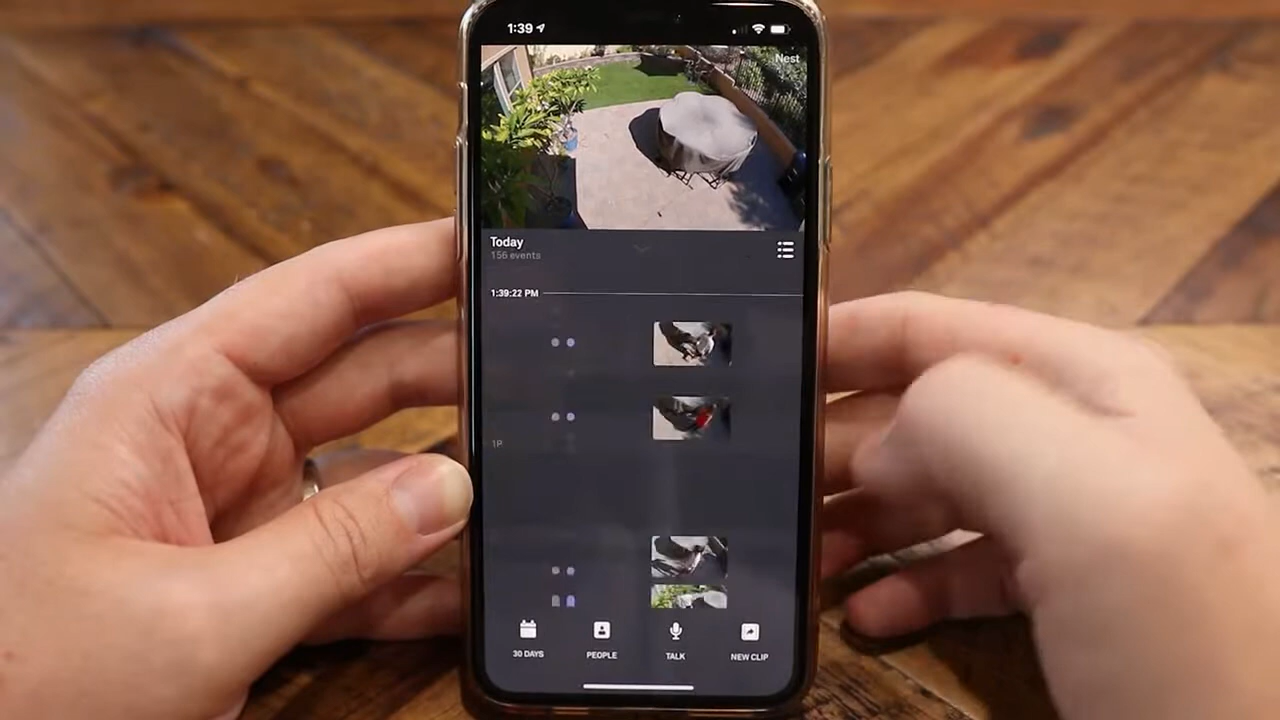 1:39
Nest
Today
156 events
1:39:22 PM
1P
30 DAYS
PEOPLE
TALK
NEW CLIP